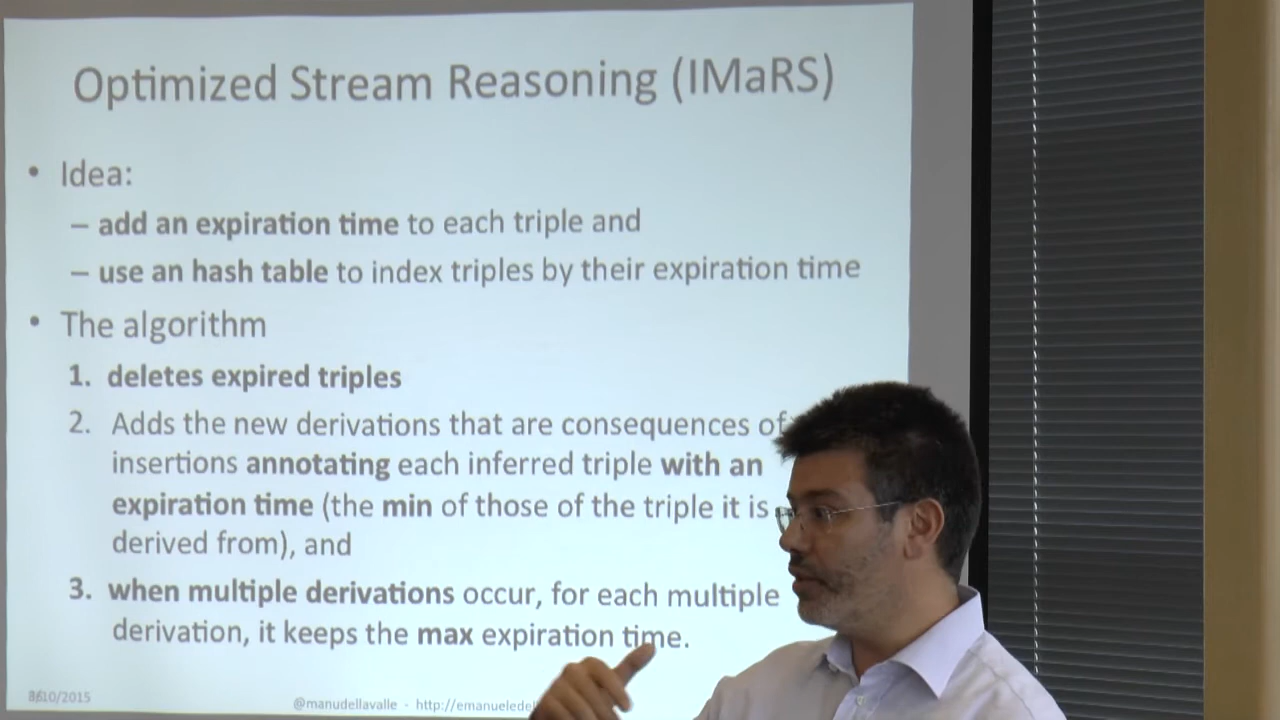 Optimized Stream Reasoning (IMaRS)
• Idea:
– add an expiration time to each triple and
– use an hash table to index triples by their expiration time
• The algorithm
1. deletes expired triples
2. Adds the new derivations that are consequences of
insertions annotating each inferred triple with an
expiration time (the min of those of the triple it is
derived from), and
3. when multiple derivations occur, for each multiple
derivation, it keeps the max expiration time.
@manudellavalle - http://emanuelede